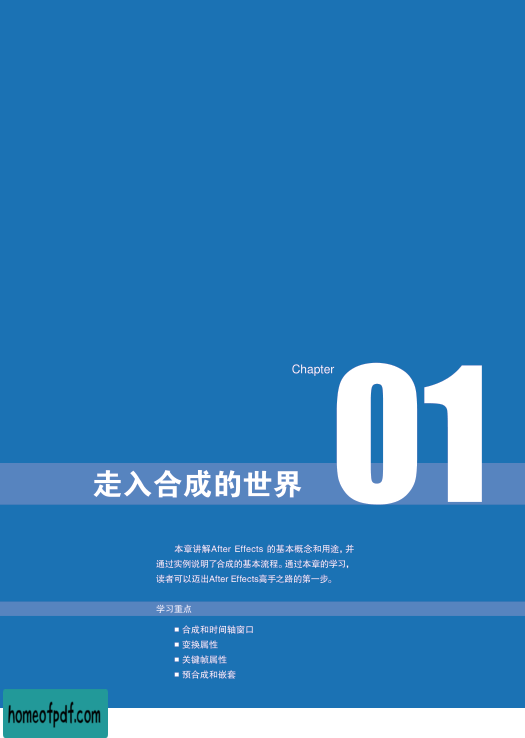 Chapter
01
走入合成的世界
本章讲解After Effects 的基本概念和用途,并
通过实例说明了合成的基本流程。通过本章的学习,
读者可以迈出After Effects高手之路的第一步。
学习重点
■ 合成和时间轴窗口
■ 变换属性
■ 关键帧属性
■ 预合成和嵌套
homeofpdf.com